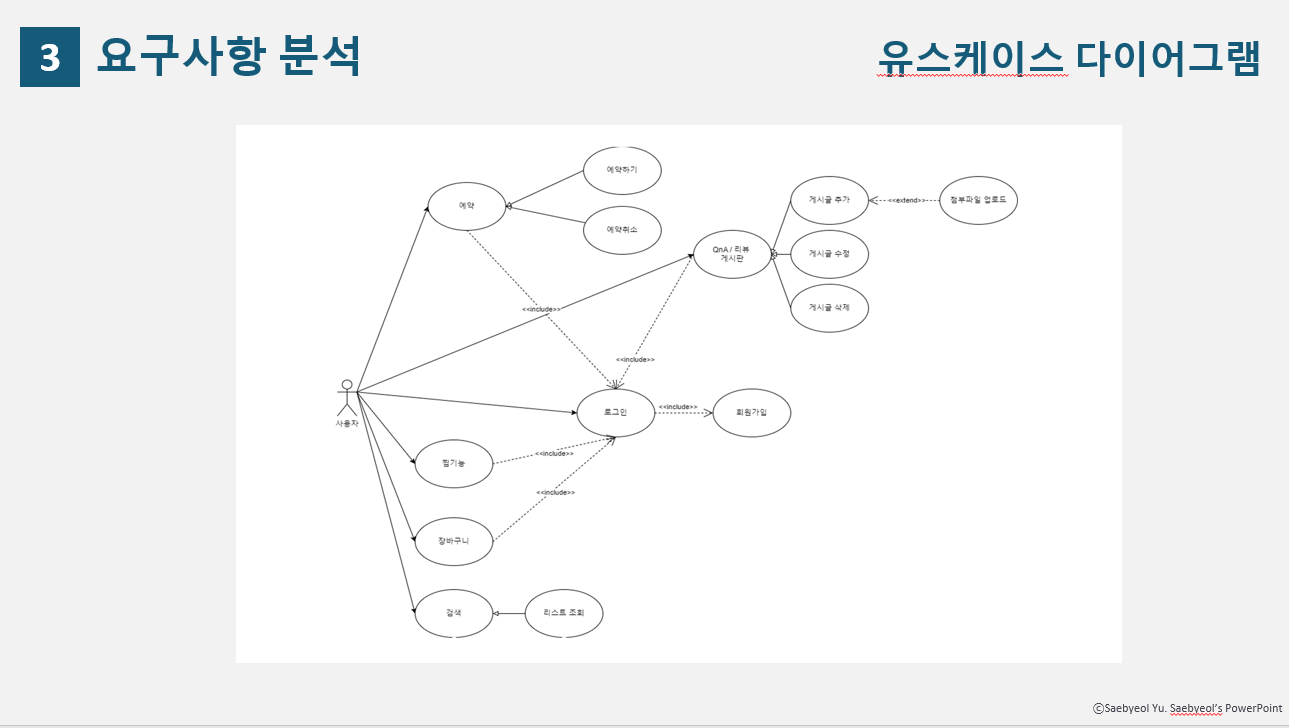 3 요구사항 분석
유스케이스 다이어그램
예약
예약하기
예약취소
QnA / 리뷰
게시판
게시글 추가
<<extend>>
첨부파일 업로드
게시글 수정
게시글 삭제
<<include>>
<<include>>
사용자
로그인
<<include>>
회원가입
찜기능
<<include>>
<<include>>
장바구니
검색
리스트 조회
ⓒSaebyeol Yu. Saebyeol's PowerPoint